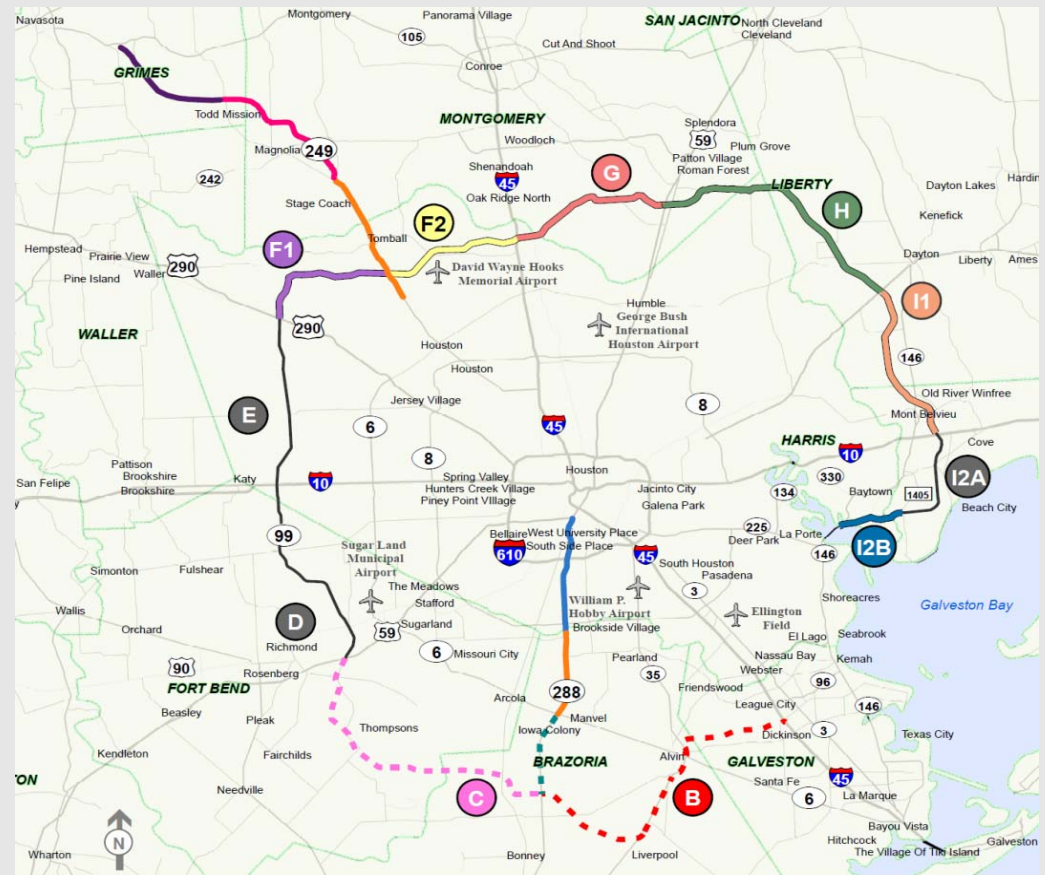 Navasota
Montgomery
Panorama Village
SAN JACINTO
North Cleveland
Cleveland
105
Cut And Shoot
Conroe
GRIMES
Todd Mission
MONTGOMERY
Splendora
59
Plum Grove
Woodloch
Magnolia
249
Patton Village
Roman Forest
Shenandoah
45
G
242
Oak Ridge North
LIBERTY
H
Dayton Lakes
Kenefick
Stage Coach
F2
Tomball
F1
Hempstead
Prairie View
Waller
290
Pine Island
David Wayne Hooks
Memorial Airport
Dayton
Liberty
Ames
I1
Humble
George Bush
International
Houston Airport
290
WALLER
Houston
Houston
146
E
Jersey Village
6
8
Old River Winfree
Mont Belvieu
45
HARRIS
10
Cove
8
Pattison
Brookshire
Brookshire
San Felipe
Katy
10
Spring Valley
Hunters Creek Village
Piney Point Village
Houston
Jacinto City
Galena Park
134
330
Baytown
1405
I2A
Beach City
99
Bellaire
West University Place
South Side Place
610
45
225
Deer Park
La Porte
146
I2B
Sugar Land
Municipal
Airport
Simonton
Fulshear
South Houston
Pasadena
The Meadows
Stafford
William P.
Hobby Airport
3
Shoreacres
Galveston Bay
Wallis
Orchard
D
Richmond
59
Sugarland
Brookside Village
Ellington
Field
El Lago
Seabrook
6
Missouri City
Pearland
Nassau Bay
Kemah
Webster
90
Rosenberg
35
Friendswood
96
FORT BEND
Beasley
Pleak
Arcola
288
Manvel
League City
146
Thompsons
Iowa Colony
Dickinson
3
Texas City
Kendleton
Fairchilds
BRAZORIA
Alvin
GALVESTON
Santa Fe
45
Needville
C
B
6
La Marque
Bayou Vista
N
Hitchcock
Galveston
The Village Of Tiki Island
Wharton
Bonney
Liverpool